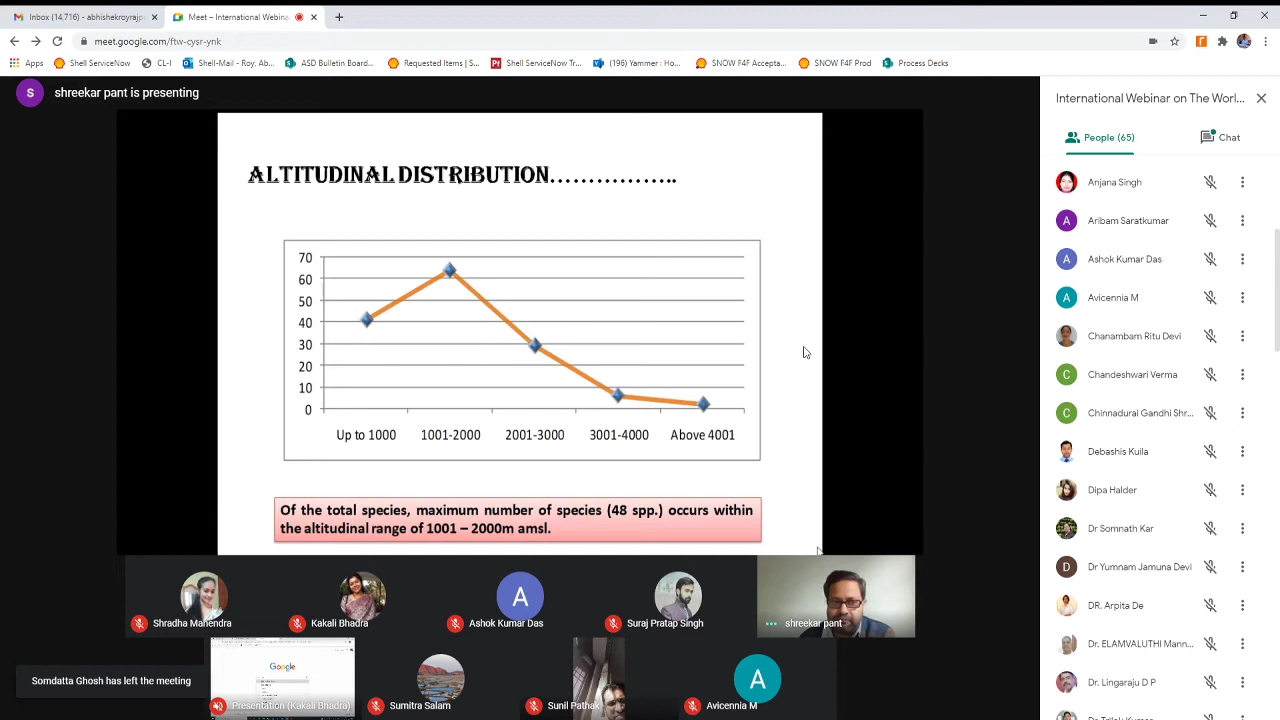 Inbox (14,716) - abhishekroyrajp
Meet – International Webina
meet.google.com/ftw-cysr-ynk
Apps
Shell ServiceNow
CL-I
Shell-Mail - Roy, Ab...
ASD Bulletin Board...
Requested Items | S...
Shell ServiceNow Tr...
(196) Yammer : Ho...
SNOW F4F Accepta...
SNOW F4F Prod
Process Decks
S
shreekar pant is presenting
International Webinar on The Worl...
People (65)
Chat
ALTITUDINAL DISTRIBUTION……………..
70
60
50
40
30
20
10
0
Up to 1000
1001-2000
2001-3000
3001-4000
Above 4001
Of the total species, maximum number of species (48 spp.) occurs within
the altitudinal range of 1001 – 2000m amsl.
Anjana Singh
A
Aribam Saratkumar
A
Ashok Kumar Das
A
Avicennia M
Chanambam Ritu Devi
C
Chandeshwari Verma
C
Chinnadurai Gandhi Shr...
Debashis Kuila
Dipa Halder
Dr Somnath Kar
D
Dr Yumnam Jamuna Devi
DR. Arpita De
Dr. ELAMVALUTHI Mann...
Dr. Lingaraju D P
Shradha Mahendra
Kakali Bhadra
A
Ashok Kumar Das
Suraj Pratap Singh
shreekar pant
Google
Presentation (Kakali Bhadra)
Sumitra Salam
Sunil Pathak
A
Avicennia M
Somdatta Ghosh has left the meeting